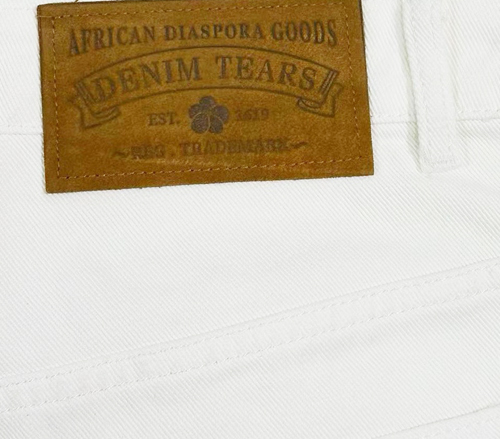 AFRICAN DIASPORA GOODS
DENIM TEARS
EST. 1619
~REG. TRADEMARK~